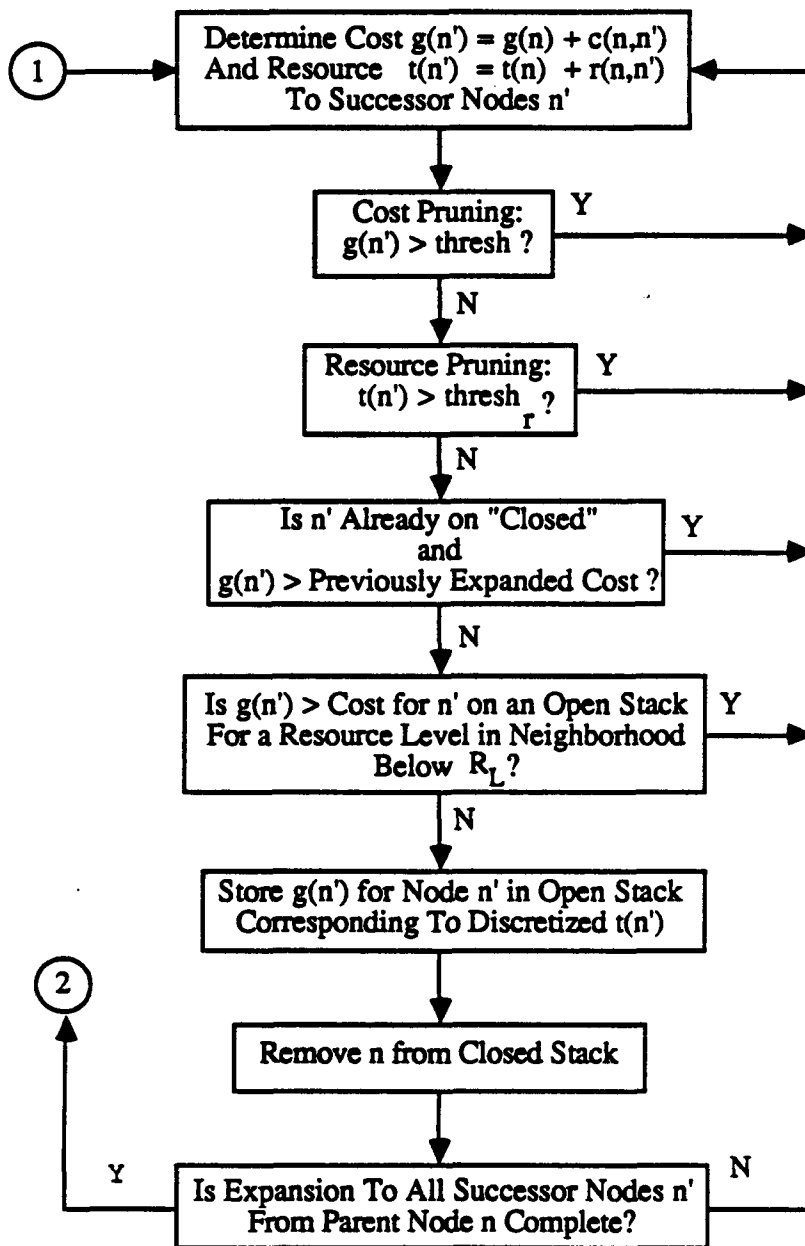 1
Determine Cost g(n') = g(n) + c(n,n')
And Resource t(n') = t(n) + r(n,n')
To Successor Nodes n'
Cost Pruning:
g(n') > thresh ?
Y
N
Resource Pruning:
t(n') > thresh r ?
Y
N
Is n' Already on "Closed"
and
g(n') > Previously Expanded Cost ?
Y
N
Is g(n') > Cost for n' on an Open Stack
For a Resource Level in Neighborhood
Below R_L?
Y
N
Store g(n') for Node n' in Open Stack
Corresponding To Discretized t(n')
2
Remove n from Closed Stack
Y
Is Expansion To All Successor Nodes n'
From Parent Node n Complete?
N